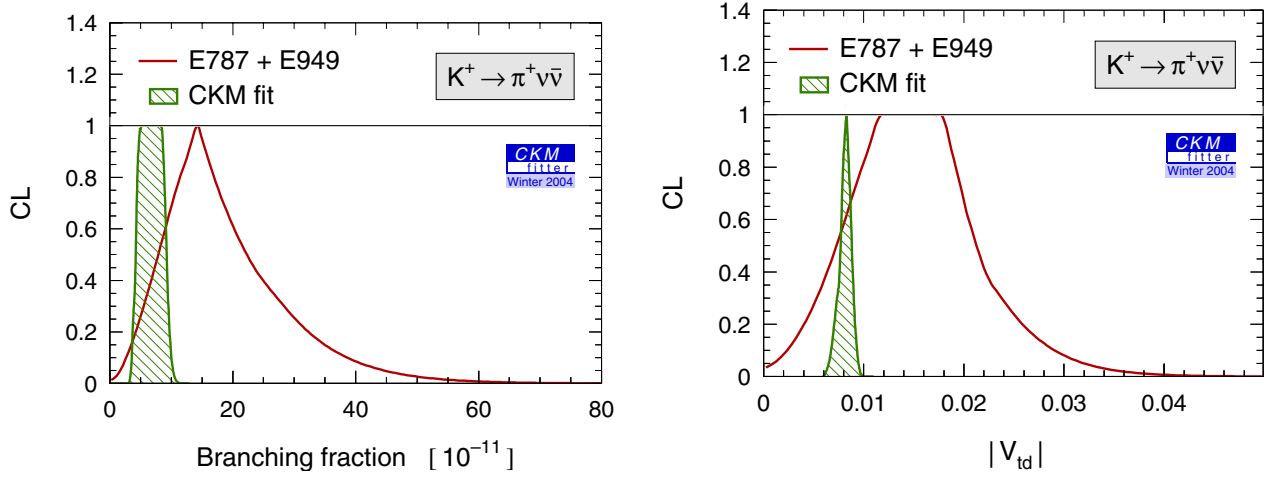 1.4
1.2
1
0.8
0.6
0.4
0.2
0
CL
E787 + E949
CKM fit
K⁺ → π⁺νν̄
CKM
fitter
Winter 2004
0 20 40 60 80
Branching fraction [ 10⁻¹¹]
1.4
1.2
1
0.8
0.6
0.4
0.2
0
CL
E787 + E949
CKM fit
K⁺ → π⁺νν̄
CKM
fitter
Winter 2004
0 0.01 0.02 0.03 0.04
| V_td |